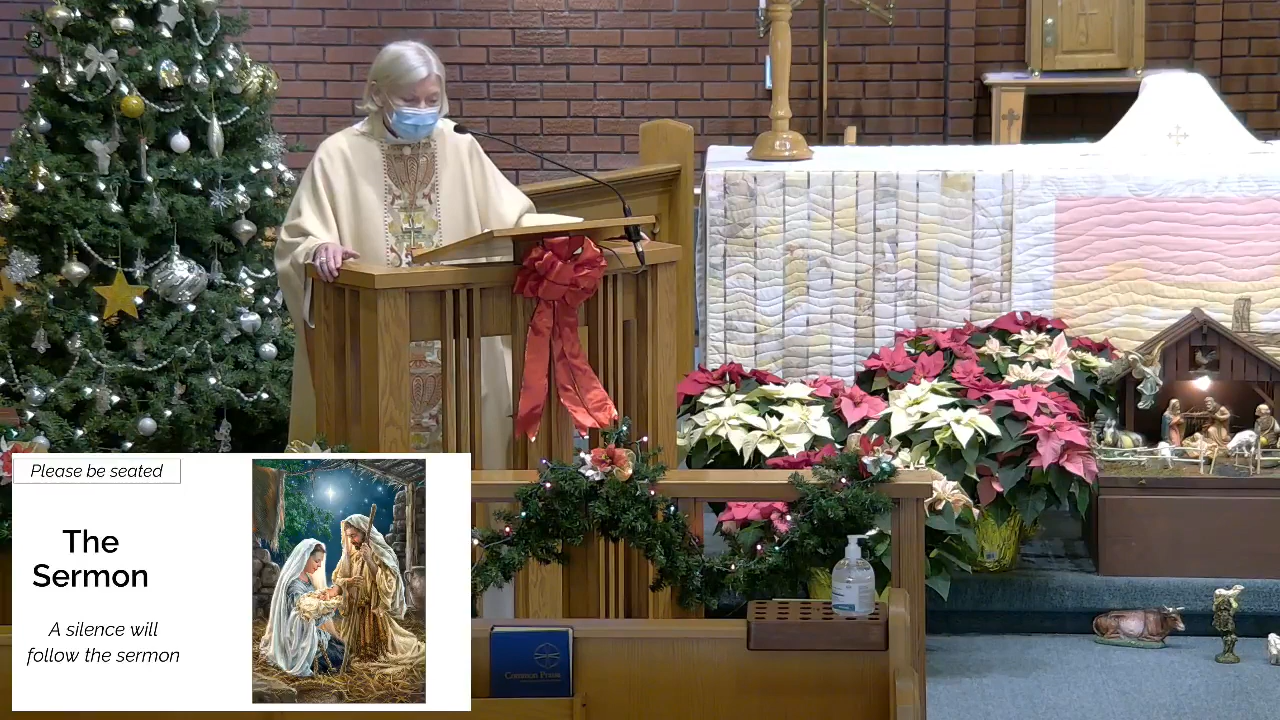 Please be seated
The
Sermon
A silence will
follow the sermon
Common Praise